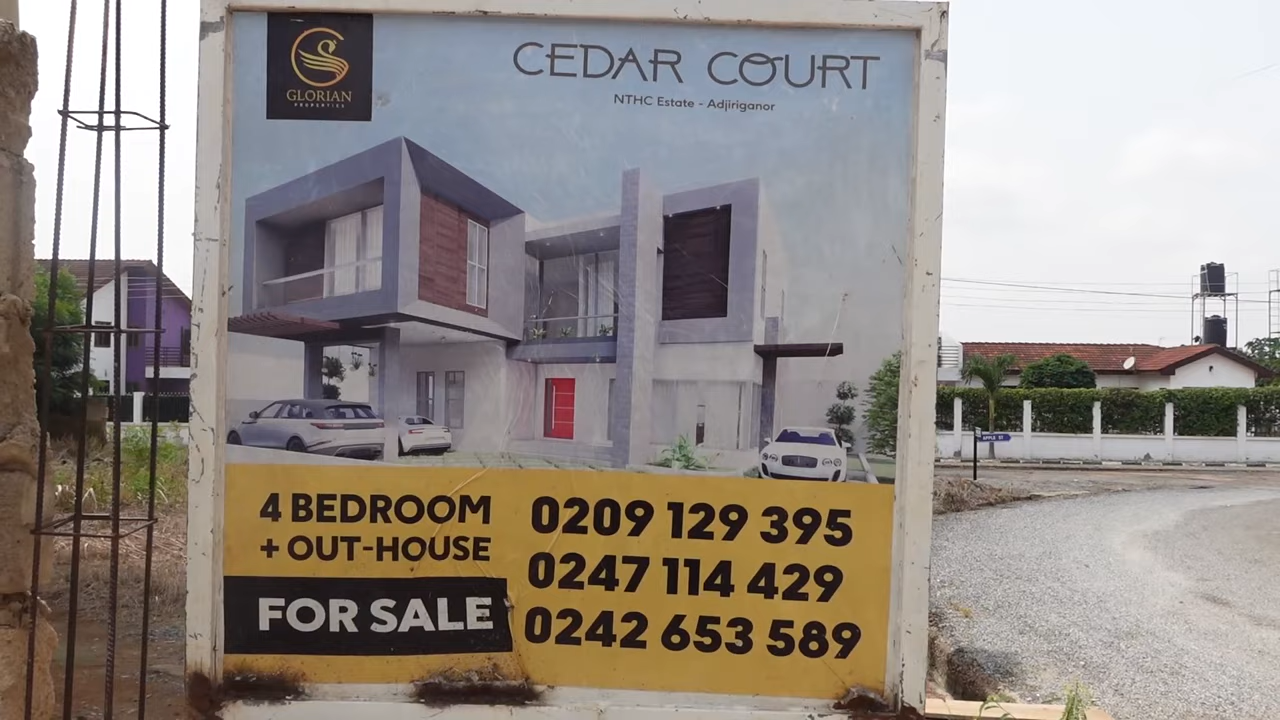 GLORIAN
PROPERTIES
CEDAR COURT
NTHC Estate - Adjiriganor
4 BEDROOM
+ OUT-HOUSE
FOR SALE
0209 129 395
0247 114 429
0242 653 589
APPLE ST